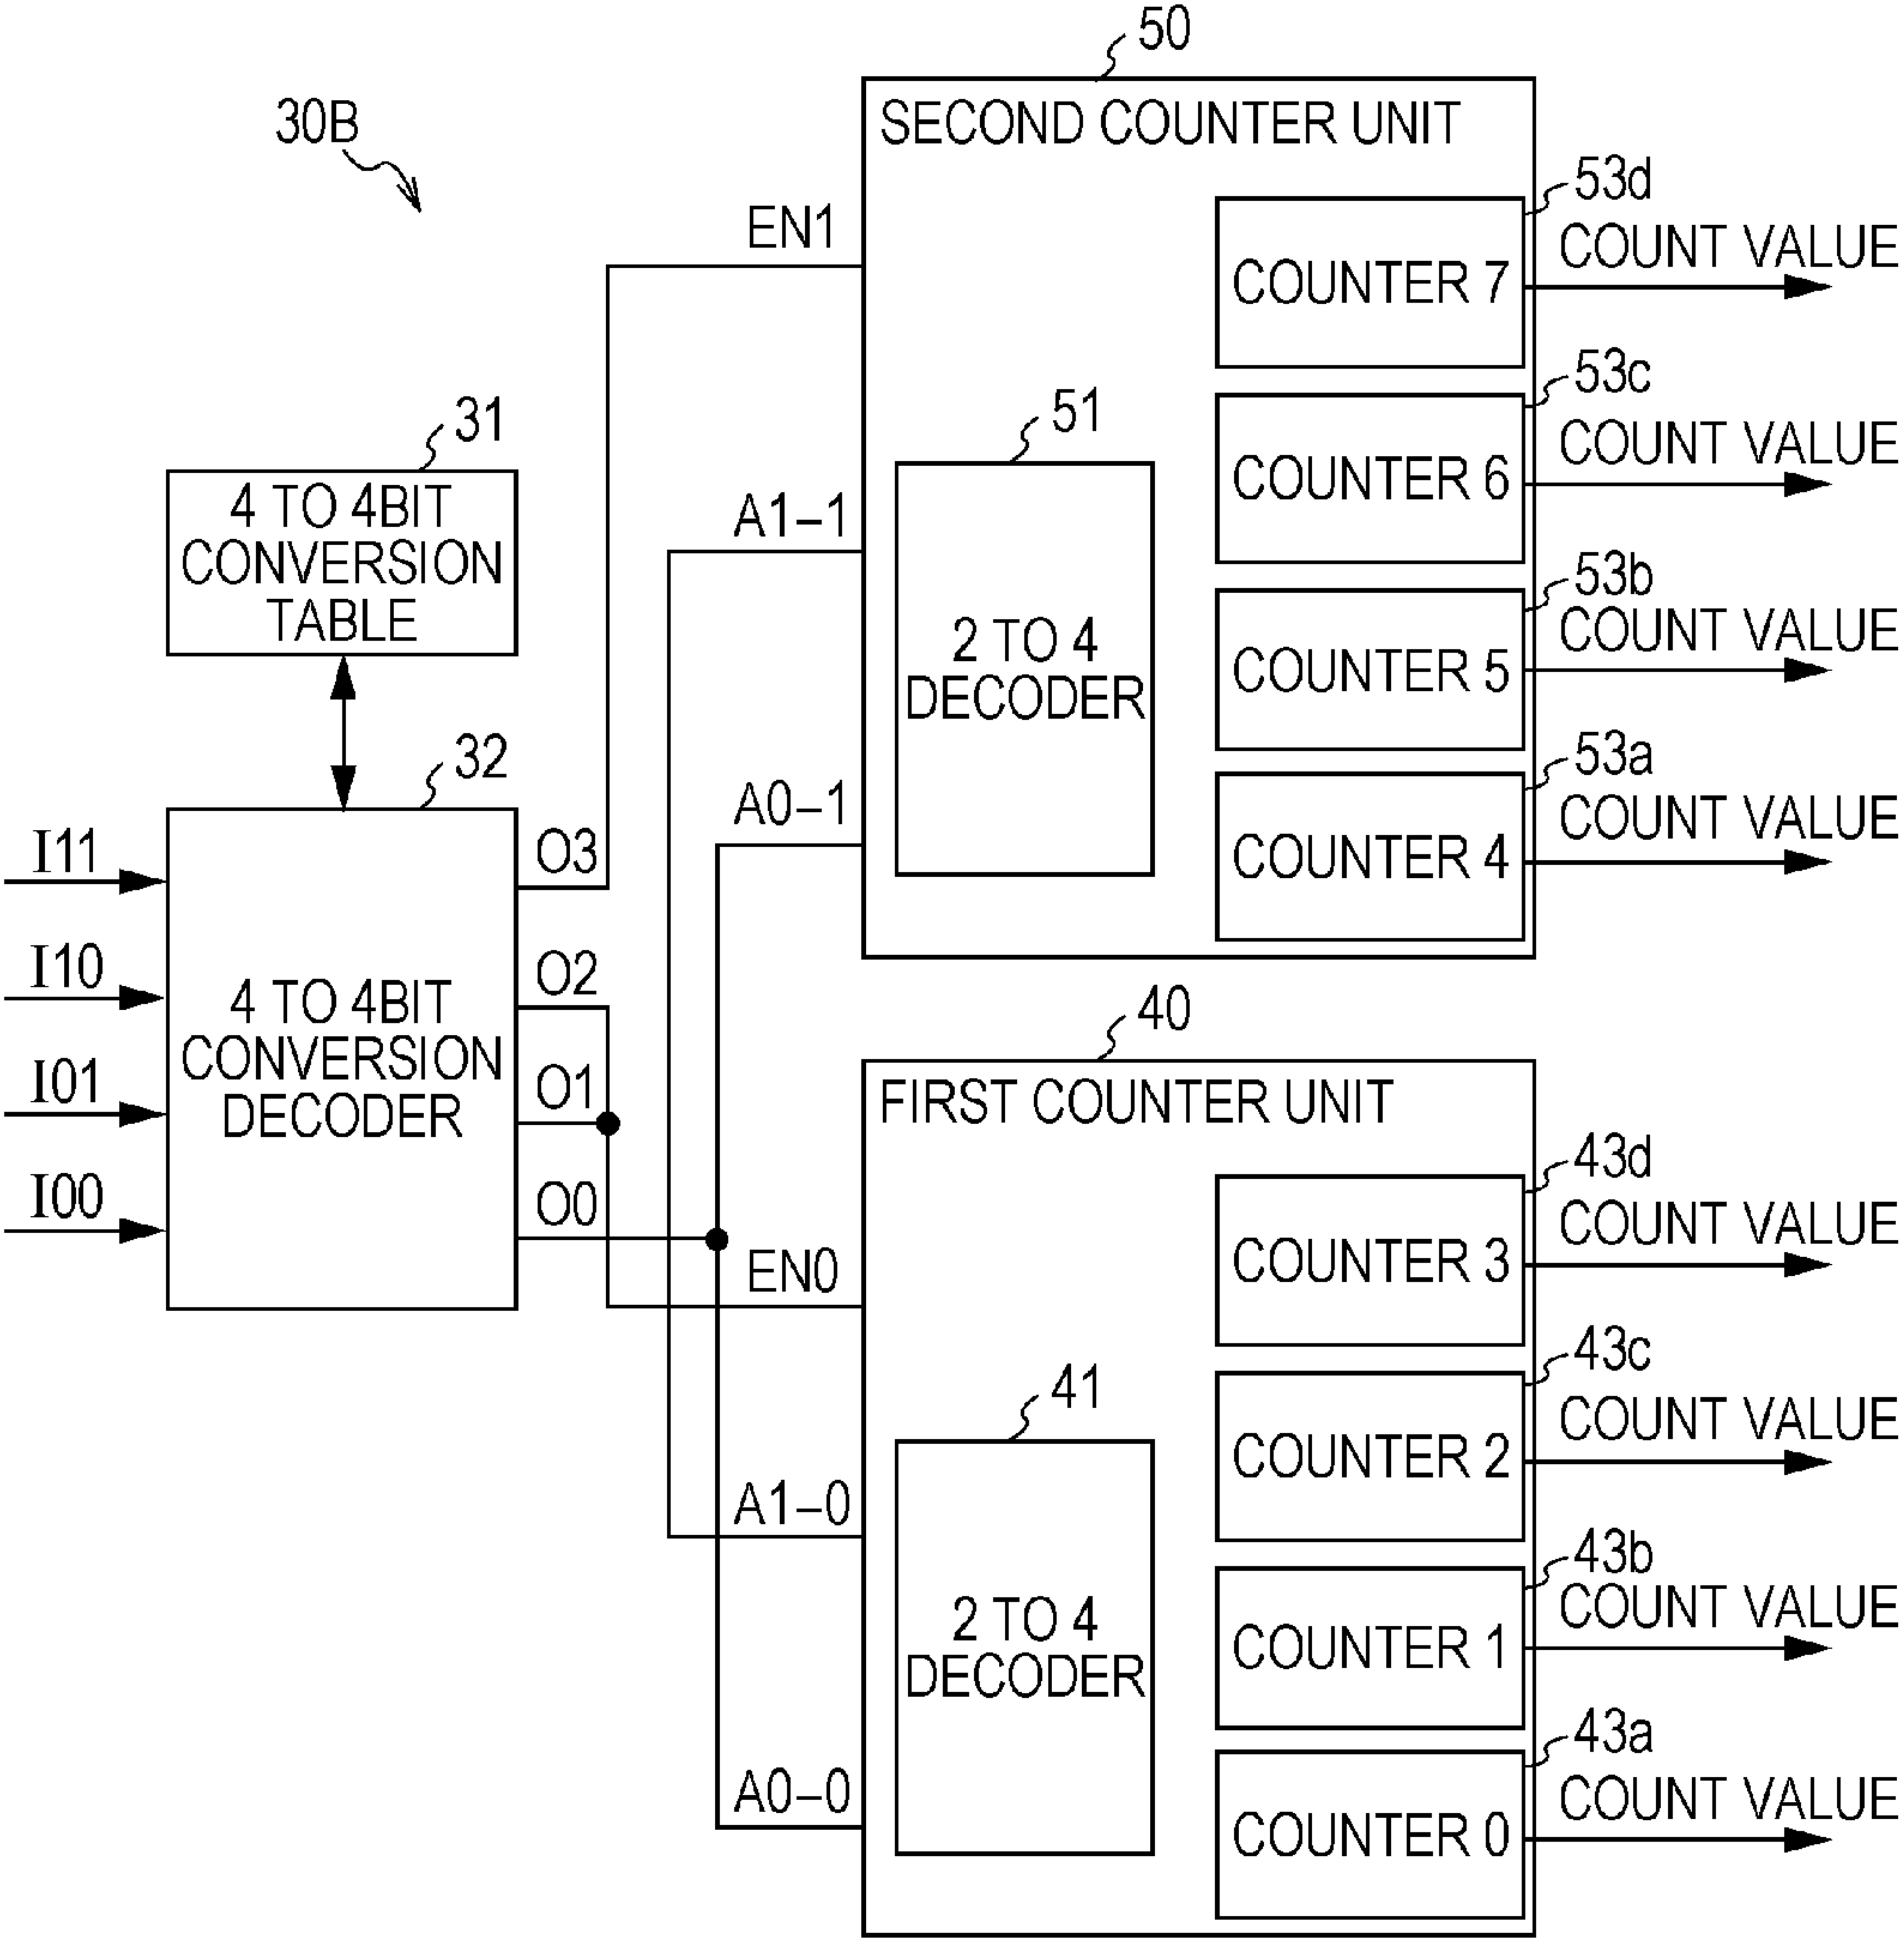 30B
50
SECOND COUNTER UNIT
EN1
A1-1
A0-1
51
2 TO 4
DECODER
COUNTER 7
53d
COUNT VALUE
COUNTER 6
53c
COUNT VALUE
COUNTER 5
53b
COUNT VALUE
COUNTER 4
53a
COUNT VALUE
31
4 TO 4BIT
CONVERSION
TABLE
32
4 TO 4BIT
CONVERSION
DECODER
I11
I10
I01
I00
O3
O2
O1
O0
40
FIRST COUNTER UNIT
EN0
A1-0
A0-0
41
2 TO 4
DECODER
COUNTER 3
43d
COUNT VALUE
COUNTER 2
43c
COUNT VALUE
COUNTER 1
43b
COUNT VALUE
COUNTER 0
43a
COUNT VALUE